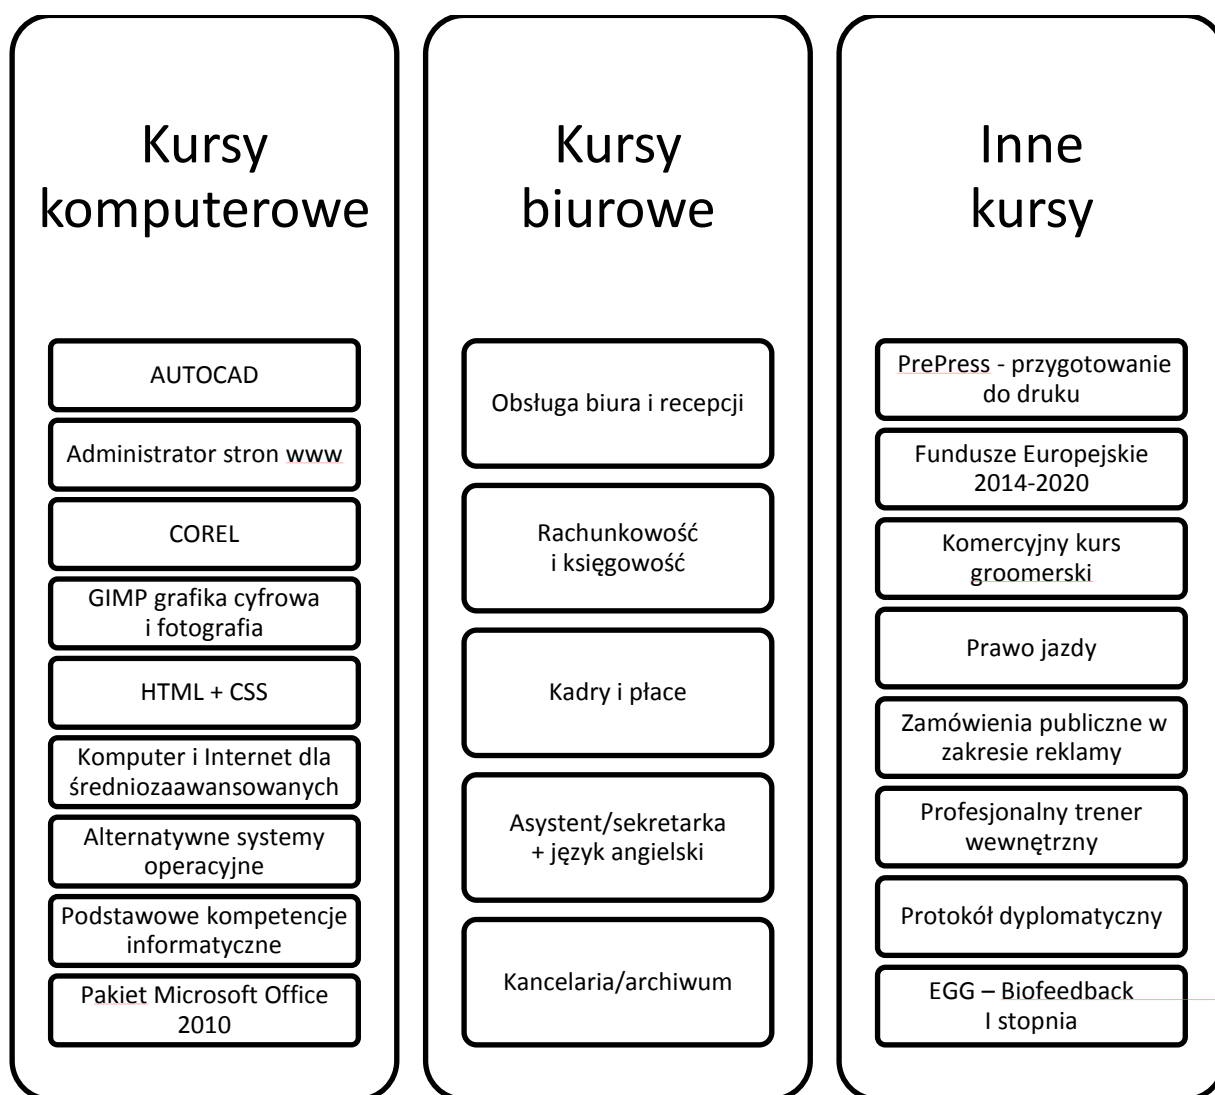 Kursy
komputerowe
AUTOCAD
Administrator stron www
COREL
GIMP grafika cyfrowa
i fotografia
HTML + CSS
Komputer i Internet dla
średniozaawansowanych
Alternatywne systemy
operacyjne
Podstawowe kompetencje
informatyczne
Pakiet Microsoft Office
2010
Kursy
biurowe
Obsługa biura i recepcji
Rachunkowość
i księgowość
Kadry i płace
Asystent/sekretarka
+ język angielski
Kancelaria/archiwum
Inne
kursy
PrePress - przygotowanie
do druku
Fundusze Europejskie
2014-2020
Komercyjny kurs
groomerski
Prawo jazdy
Zamówienia publiczne w
zakresie reklamy
Profesjonalny trener
wewnętrzny
Protokół dyplomatyczny
EGG – Biofeedback
I stopnia